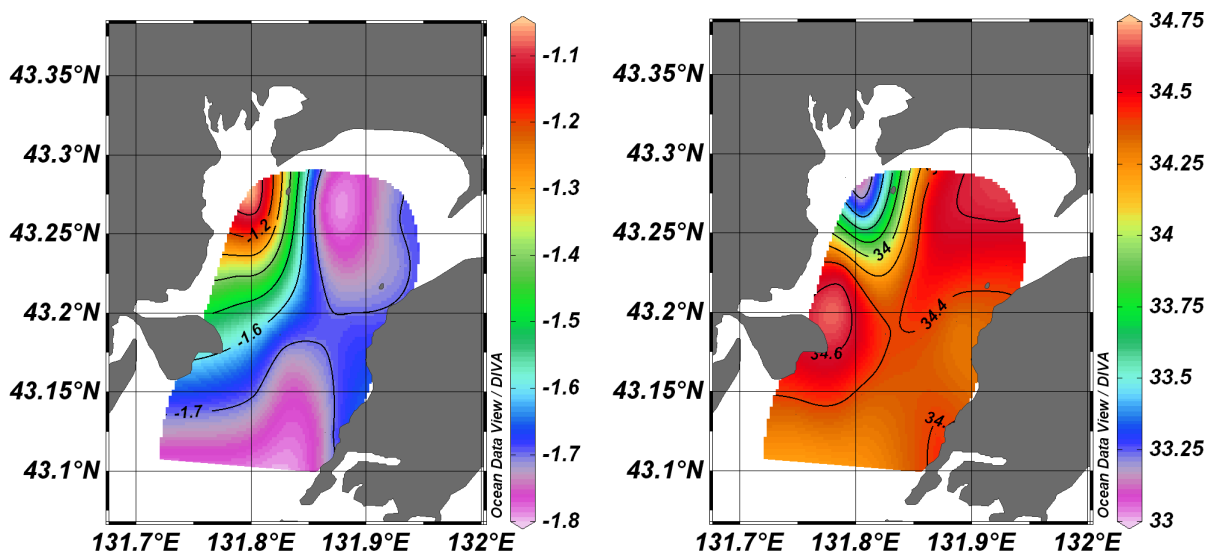 43.35°N
43.3°N
43.25°N
43.2°N
43.15°N
43.1°N
131.7°E
131.8°E
131.9°E
132°E
-1.2
-1.6
-1.7
Ocean Data View / DIVA
-1.1
-1.2
-1.3
-1.4
-1.5
-1.6
-1.7
-1.8
43.35°N
43.3°N
43.25°N
43.2°N
43.15°N
43.1°N
131.7°E
131.8°E
131.9°E
132°E
34
34.4
34.6
34.
Ocean Data View / DIVA
34.75
34.5
34.25
34
33.75
33.5
33.25
33